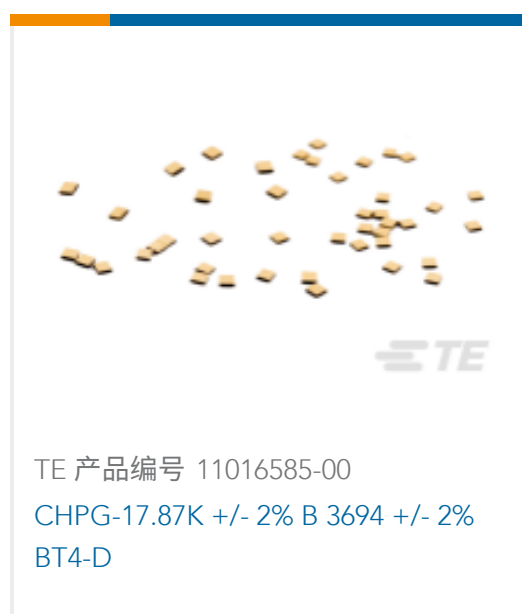 TE
TE 产品编号 11016585-00
CHPG-17.87K +/- 2% B 3694 +/- 2%
BT4-D